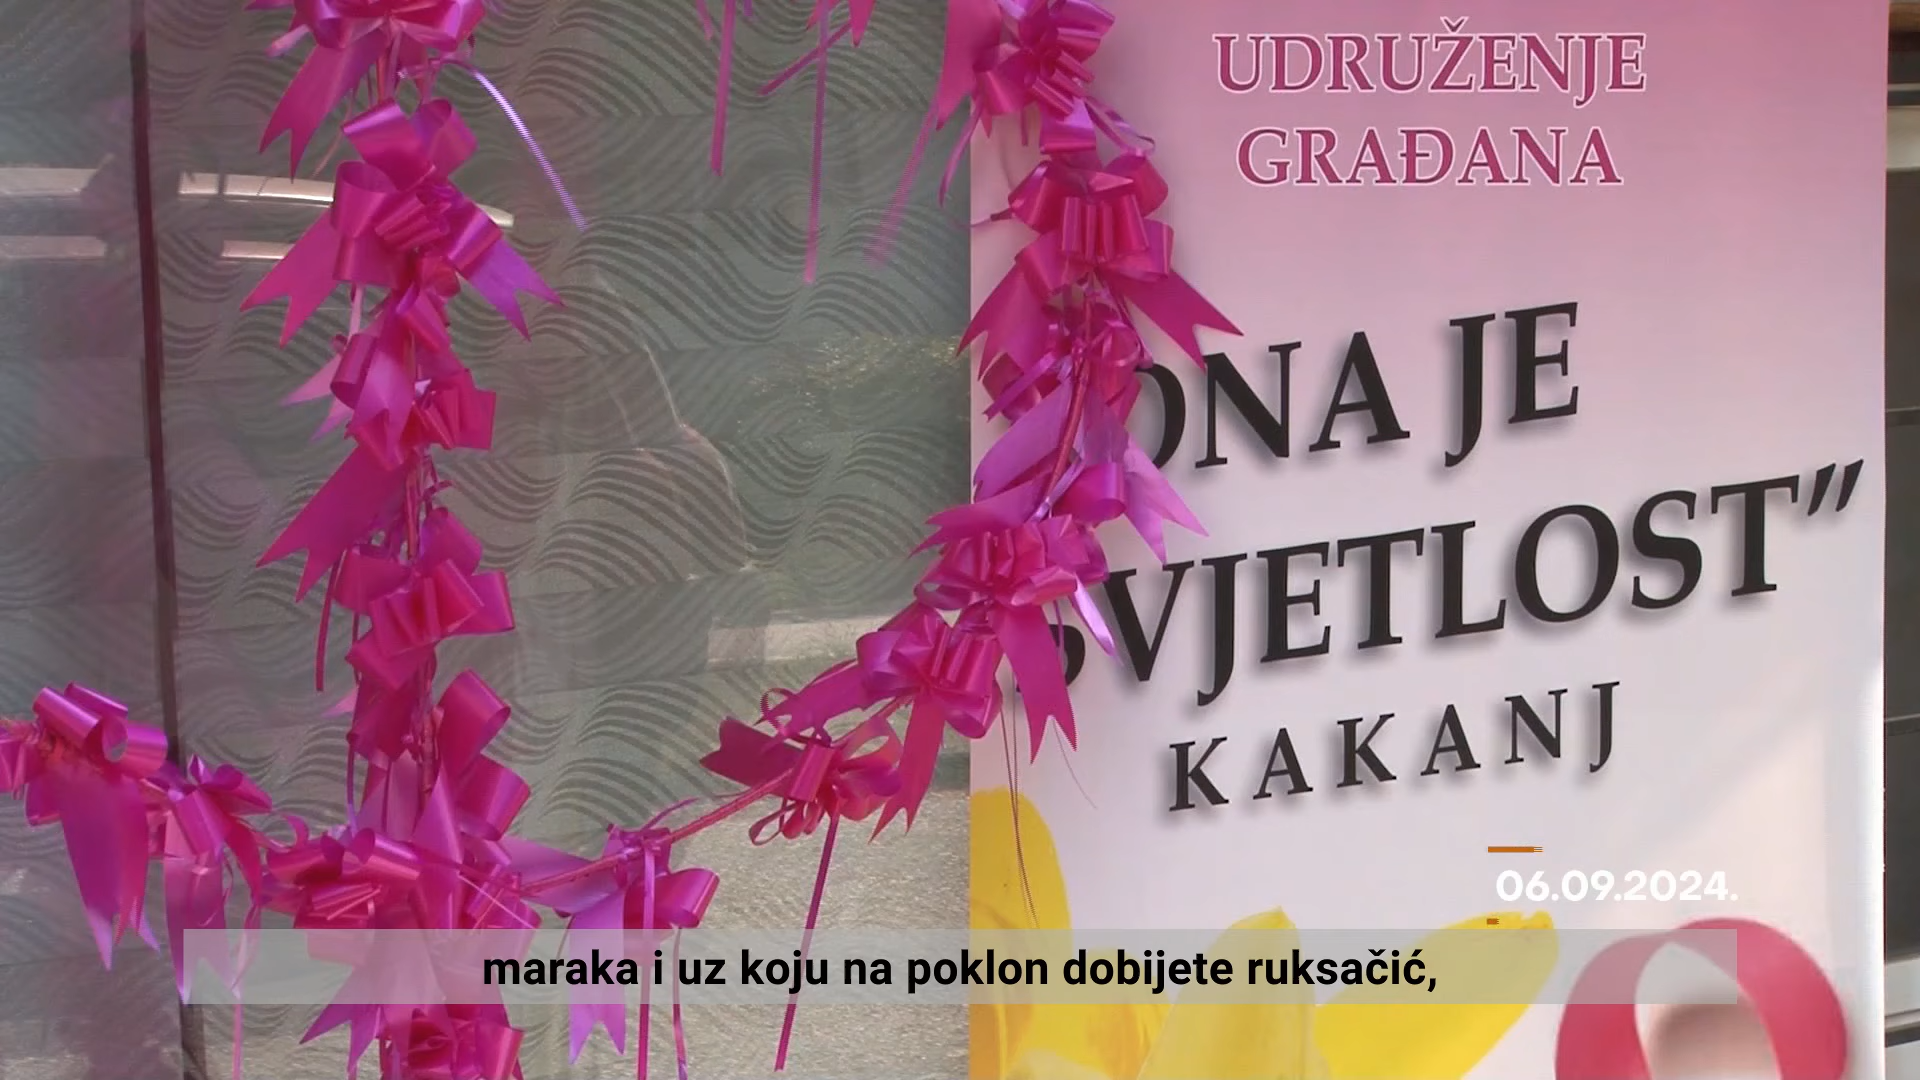 UDRUŽENJE
GRAĐANA
ONA JE
SVJETLOST”
KAKANJ
06.09.2024.
maraka i uz koju na poklon dobijete ruksačić,